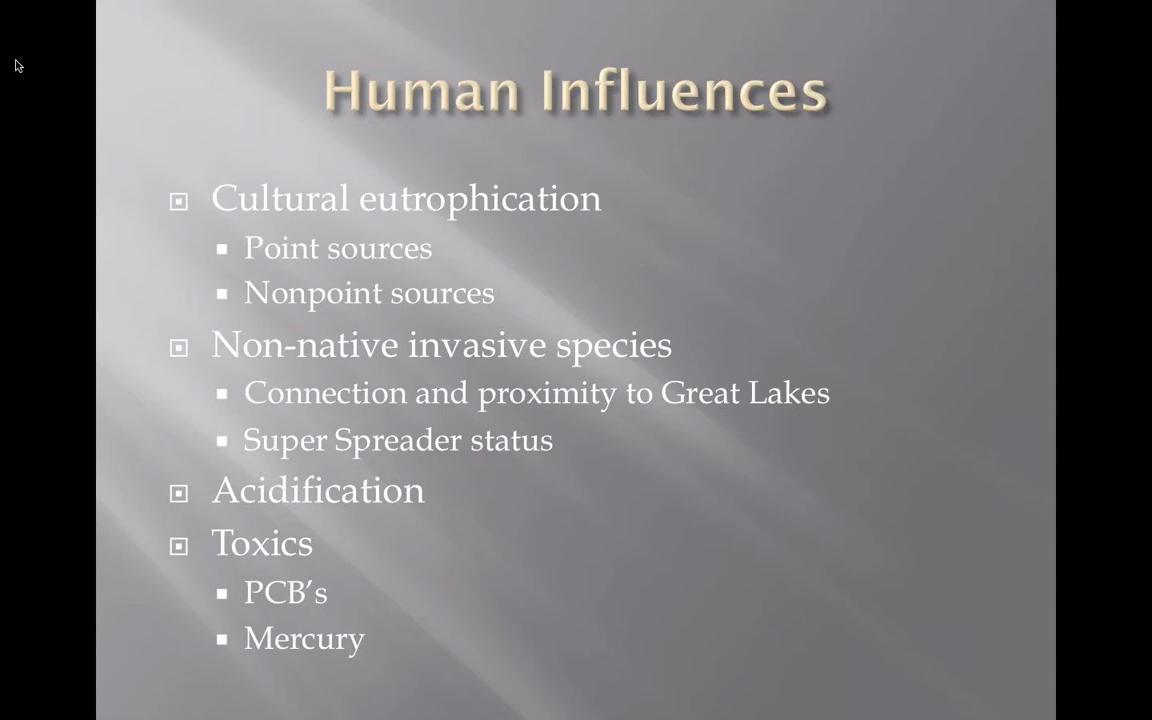 Human Influences
Cultural eutrophication
Point sources
Nonpoint sources
Non-native invasive species
Connection and proximity to Great Lakes
Super Spreader status
Acidification
Toxics
PCB’s
Mercury